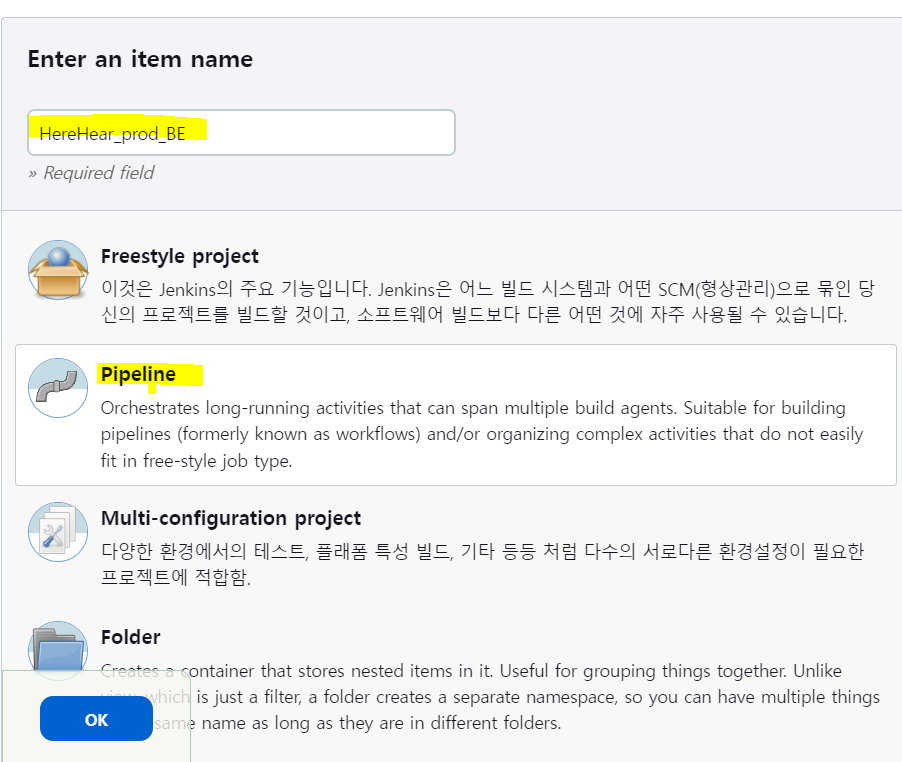 Enter an item name
HereHear_prod_BE
» Required field
Freestyle project
이것은 Jenkins의 주요 기능입니다. Jenkins은 어느 빌드 시스템과 어떤 SCM(형상관리)으로 묶인 당
신의 프로젝트를 빌드할 것이고, 소프트웨어 빌드보다 다른 어떤 것에 자주 사용될 수 있습니다.
Pipeline
Orchestrates long-running activities that can span multiple build agents. Suitable for building
pipelines (formerly known as workflows) and/or organizing complex activities that do not easily
fit in free-style job type.
Multi-configuration project
다양한 환경에서의 테스트, 플래폼 특성 빌드, 기타 등등 처럼 다수의 서로다른 환경설정이 필요한
프로젝트에 적합함.
Folder
Creates a container that stores nested items in it. Useful for grouping things together. Unlike
view, which is just a filter, a folder creates a separate namespace, so you can have multiple things
same name as long as they are in different folders.
OK